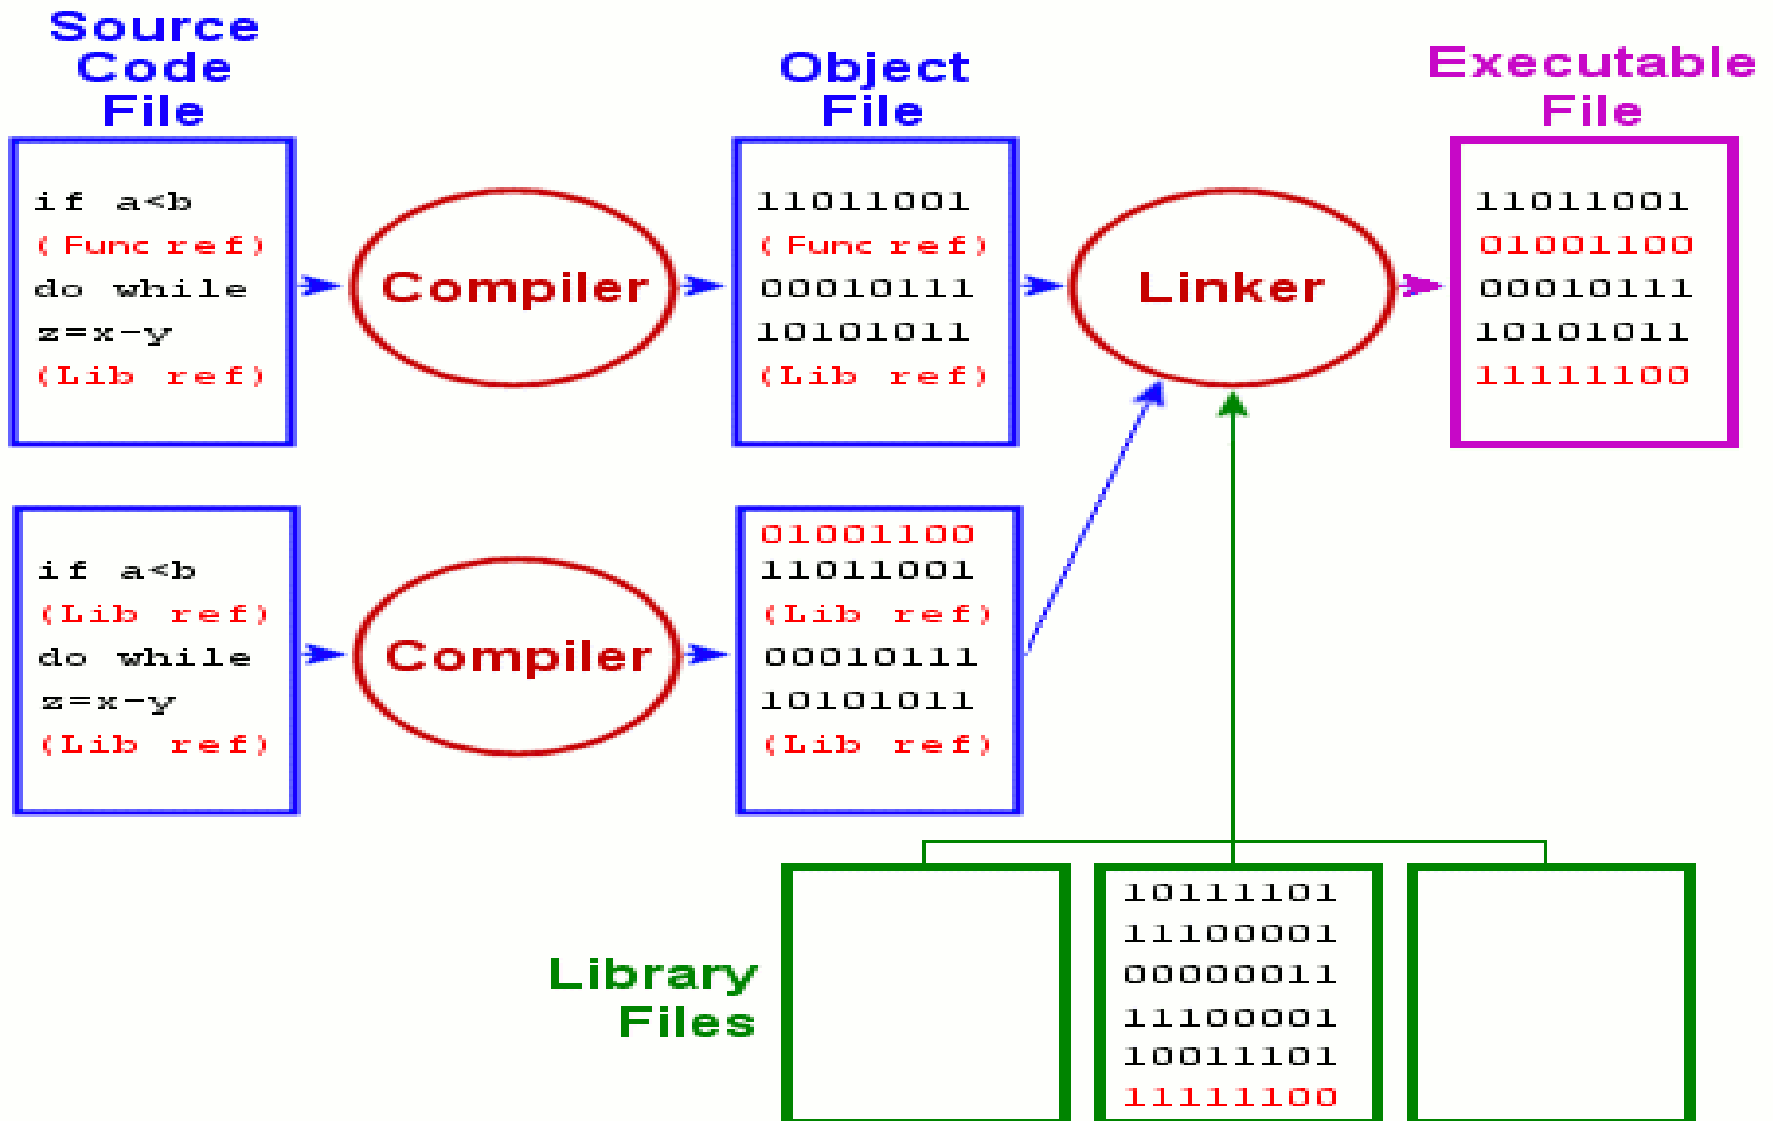 Source
Code
File
if a<b
(Func ref)
do while
z=x-y
(Lib ref)
Compiler
Object
File
11011001
(Func ref)
00010111
10101011
(Lib ref)
Linker
Executable
File
11011001
01001100
00010111
10101011
11111100
if a<b
(Lib ref)
do while
z=x-y
(Lib ref)
Compiler
01001100
11011001
(Lib ref)
00010111
10101011
(Lib ref)
Library
Files
10111101
11100001
00000011
11100001
10011101
11111100